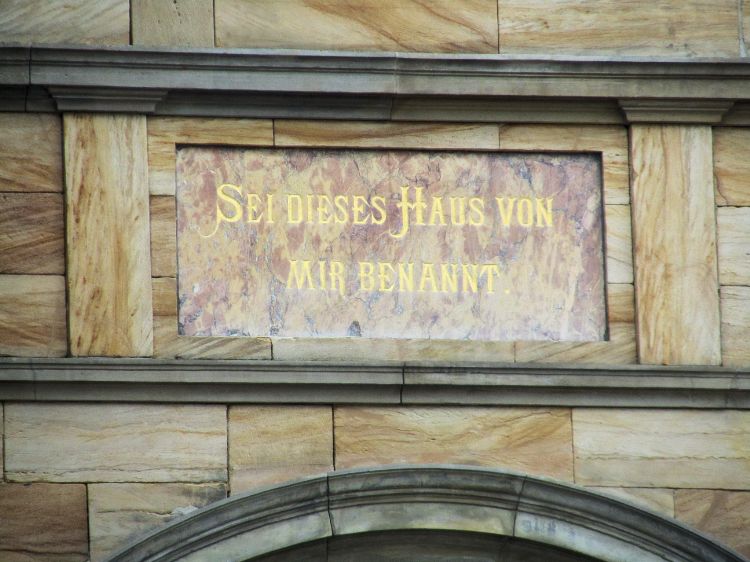 Sei dieses Haus von
mir benannt.